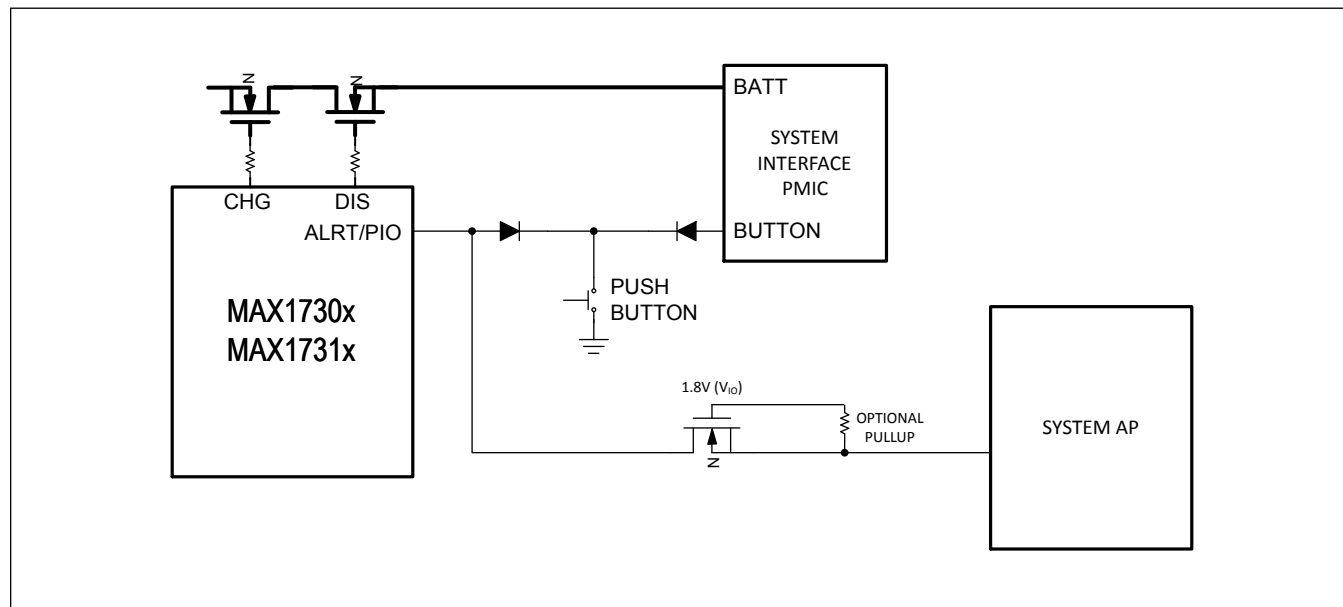 N
N
BATT
SYSTEM
INTERFACE
PMIC
CHG
DIS
ALRT/PIO
BUTTON
MAX1730x
MAX1731x
PUSH
BUTTON
1.8V (VIO)
OPTIONAL
PULLUP
N
SYSTEM AP